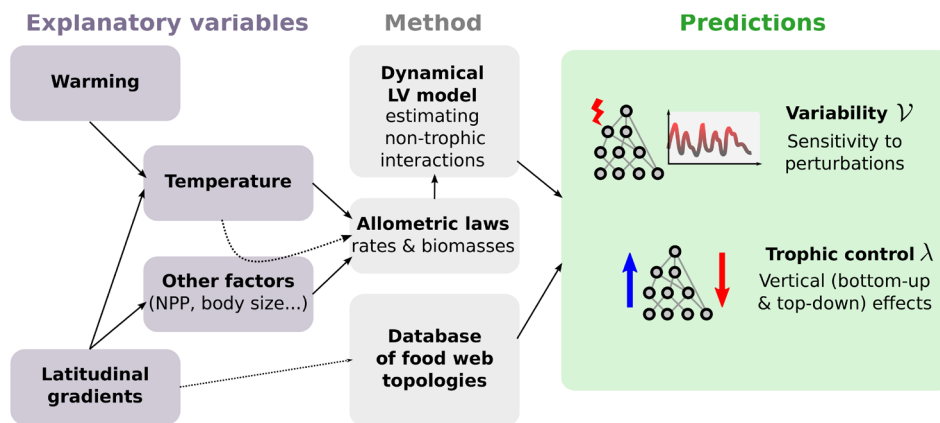 Explanatory variables
Method
Predictions
Warming
Temperature
Other factors
(NPP, body size...)
Latitudinal
gradients
Dynamical
LV model
estimating
non-trophic
interactions
Allometric laws
rates & biomasses
Database
of food web
topologies
Variability 𝒱
Sensitivity to
perturbations
Trophic control λ
Vertical (bottom-up
& top-down) effects